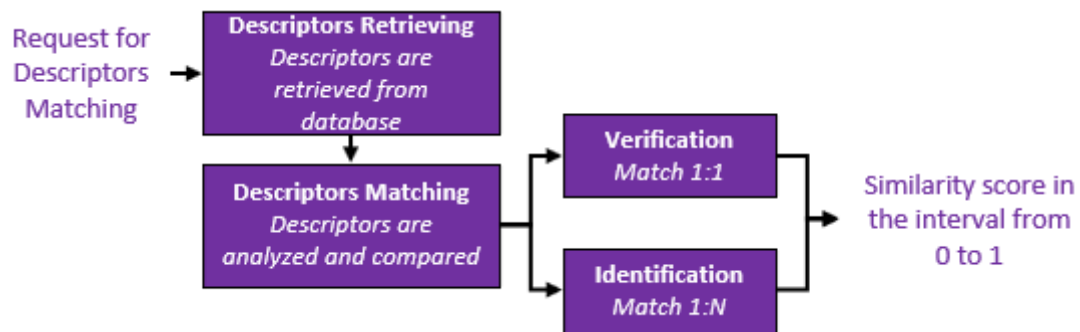 Request for
Descriptors
Matching
Descriptors Retrieving
Descriptors are
retrieved from
database
Descriptors Matching
Descriptors are
analyzed and compared
Verification
Match 1:1
Identification
Match 1:N
Similarity score in
the interval from
0 to 1